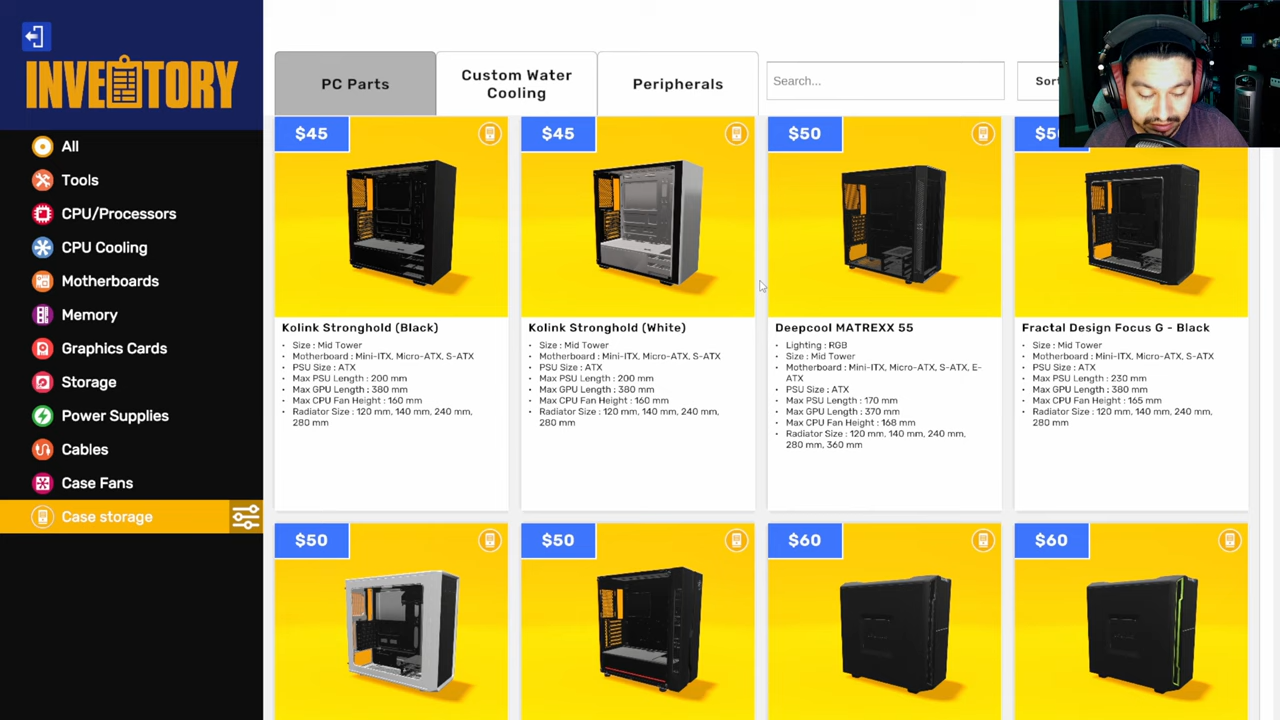 INVENTORY
PC Parts
Custom Water
Cooling
Peripherals
Search...
Sort
All
Tools
CPU/Processors
CPU Cooling
Motherboards
Memory
Graphics Cards
Storage
Power Supplies
Cables
Case Fans
Case storage
$45
Kolink Stronghold (Black)
• Size : Mid Tower
• Motherboard : Mini-ITX, Micro-ATX, S-ATX
• PSU Size : ATX
• Max PSU Length : 200 mm
• Max GPU Length : 380 mm
• Max CPU Fan Height : 160 mm
• Radiator Size : 120 mm, 140 mm, 240 mm,
280 mm
$45
Kolink Stronghold (White)
• Size : Mid Tower
• Motherboard : Mini-ITX, Micro-ATX, S-ATX
• PSU Size : ATX
• Max PSU Length : 200 mm
• Max GPU Length : 380 mm
• Max CPU Fan Height : 160 mm
• Radiator Size : 120 mm, 140 mm, 240 mm,
280 mm
$50
Deepcool MATREXX 55
• Lighting : RGB
• Size : Mid Tower
• Motherboard : Mini-ITX, Micro-ATX, S-ATX, E-
ATX
• PSU Size : ATX
• Max PSU Length : 170 mm
• Max GPU Length : 370 mm
• Max CPU Fan Height : 168 mm
• Radiator Size : 120 mm, 140 mm, 240 mm,
280 mm, 360 mm
$50
Fractal Design Focus G - Black
• Size : Mid Tower
• Motherboard : Mini-ITX, Micro-ATX, S-ATX
• PSU Size : ATX
• Max PSU Length : 230 mm
• Max GPU Length : 380 mm
• Max CPU Fan Height : 165 mm
• Radiator Size : 120 mm, 140 mm, 240 mm,
280 mm
$50
$50
$60
$60